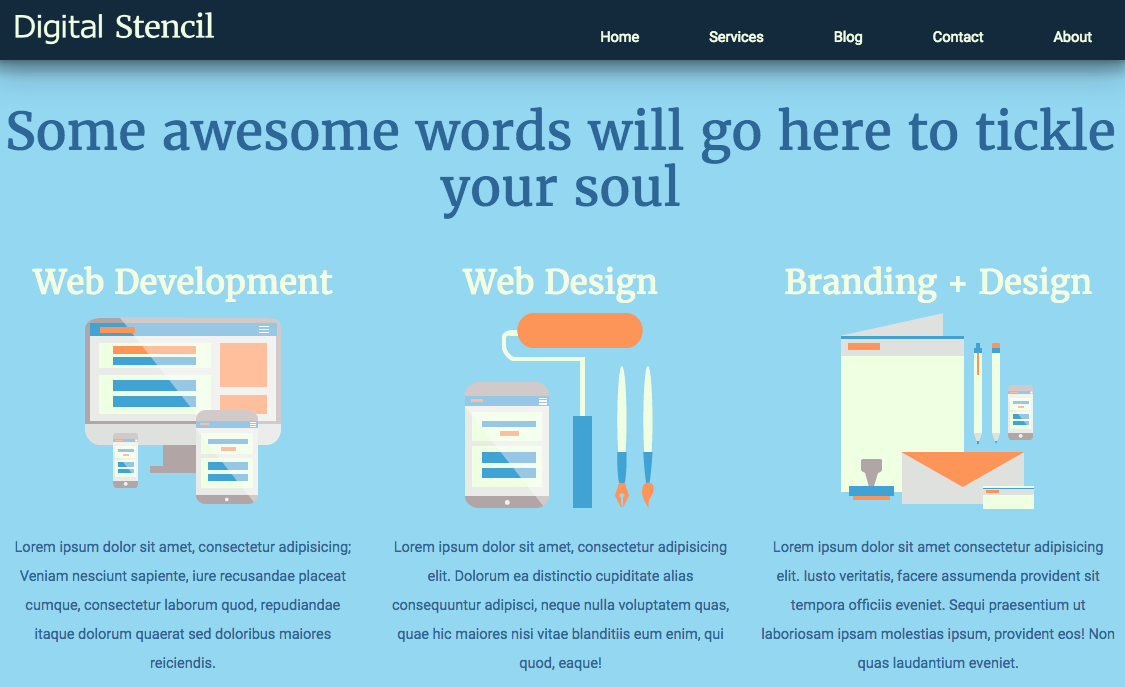 Digital Stencil
Home Services Blog Contact About
Some awesome words will go here to tickle
your soul
Web Development
Lorem ipsum dolor sit amet, consectetur adipisicing;
Veniam nesciunt sapiente, iure recusandae placeat
cumque, consectetur laborum quod, repudiandae
itaque dolorum quaerat sed doloribus maiores
reiciendis.
Web Design
Lorem ipsum dolor sit amet, consectetur adipisicing
elit. Dolorum ea distinctio cupiditate alias
consequuntur adipisci, neque nulla voluptatem quas,
quae hic maiores nisi vitae blanditiis eum enim, qui
quod, eaque!
Branding + Design
Lorem ipsum dolor sit amet consectetur adipisicing
elit. Iusto veritatis, facere assumenda provident sit
tempora officiis eveniet. Sequi praesentium ut
laboriosam ipsam molestias ipsum, provident eos! Non
quas laudantium eveniet.